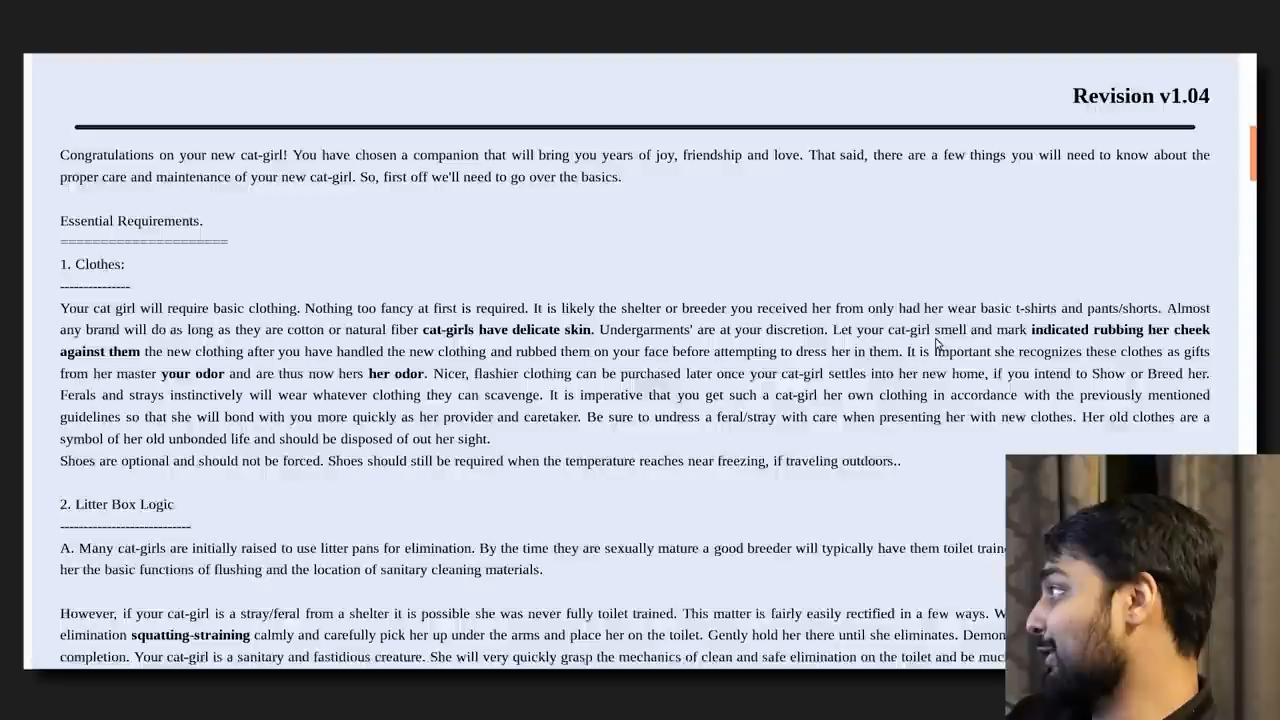 Revision v1.04
Congratulations on your new cat-girl! You have chosen a companion that will bring you years of joy, friendship and love. That said, there are a few things you will need to know about the
proper care and maintenance of your new cat-girl. So, first off we'll need to go over the basics.
Essential Requirements.
=====================
1. Clothes:
---------------
Your cat girl will require basic clothing. Nothing too fancy at first is required. It is likely the shelter or breeder you received her from only had her wear basic t-shirts and pants/shorts. Almost
any brand will do as long as they are cotton or natural fiber cat-girls have delicate skin. Undergarments' are at your discretion. Let your cat-girl smell and mark indicated rubbing her cheek
against them the new clothing after you have handled the new clothing and rubbed them on your face before attempting to dress her in them. It is important she recognizes these clothes as gifts
from her master your odor and are thus now hers her odor. Nicer, flashier clothing can be purchased later once your cat-girl settles into her new home, if you intend to Show or Breed her.
Ferals and strays instinctively will wear whatever clothing they can scavenge. It is imperative that you get such a cat-girl her own clothing in accordance with the previously mentioned
guidelines so that she will bond with you more quickly as her provider and caretaker. Be sure to undress a feral/stray with care when presenting her with new clothes. Her old clothes are a
symbol of her old unbonded life and should be disposed of out her sight.
Shoes are optional and should not be forced. Shoes should still be required when the temperature reaches near freezing, if traveling outdoors..
2. Litter Box Logic
---------------------------
A. Many cat-girls are initially raised to use litter pans for elimination. By the time they are sexually mature a good breeder will typically have them toilet
her the basic functions of flushing and the location of sanitary cleaning materials.
However, if your cat-girl is a stray/feral from a shelter it is possible she was never fully toilet trained. This matter is fairly easily rectified in a few ways.
elimination squatting-straining calmly and carefully pick her up under the arms and place her on the toilet. Gently hold her there until she eliminates.
completion. Your cat-girl is a sanitary and fastidious creature. She will very quickly grasp the mechanics of clean and safe elimination on the toilet and be